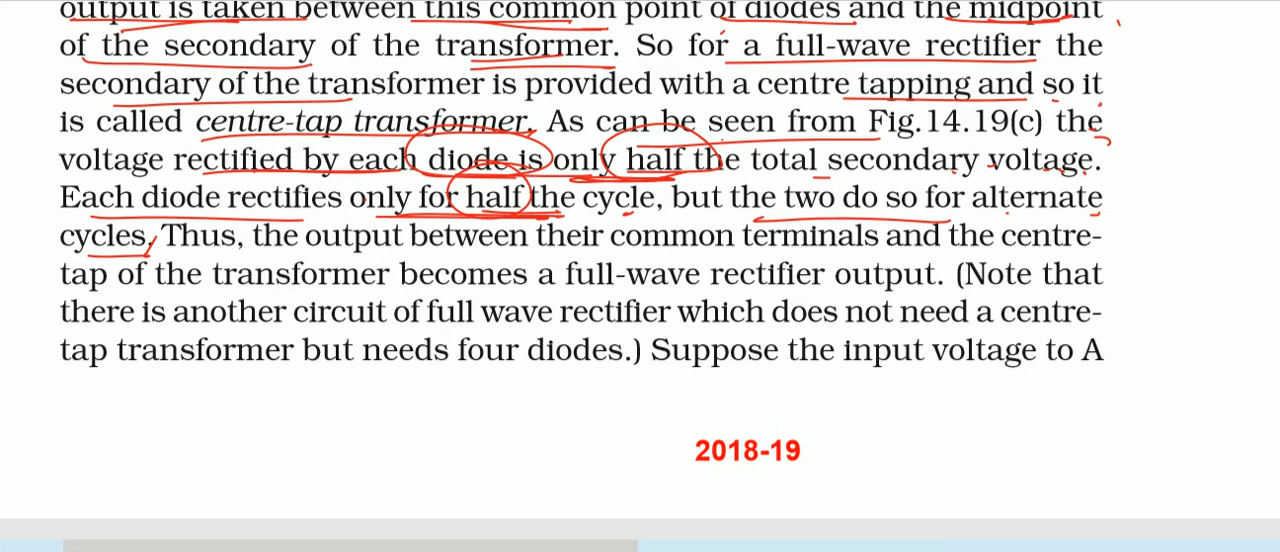 output is taken between this common point of diodes and the midpoint
of the secondary of the transformer. So for a full-wave rectifier the
secondary of the transformer is provided with a centre tapping and so it
is called centre-tap transformer. As can be seen from Fig.14.19(c) the
voltage rectified by each diode is only half the total secondary voltage.
Each diode rectifies only for half the cycle, but the two do so for alternate
cycles. Thus, the output between their common terminals and the centre-
tap of the transformer becomes a full-wave rectifier output. (Note that
there is another circuit of full wave rectifier which does not need a centre-
tap transformer but needs four diodes.) Suppose the input voltage to A
2018-19